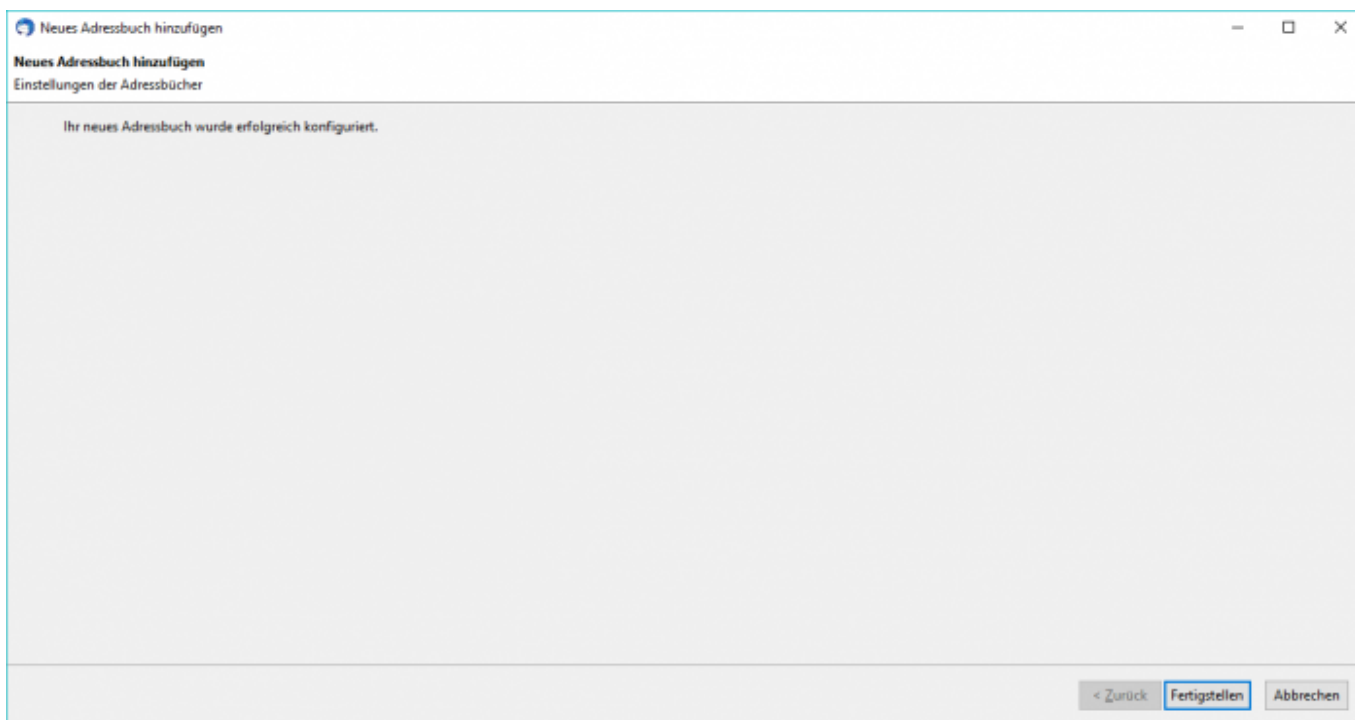 Neues Adressbuch hinzufügen
Neues Adressbuch hinzufügen
Einstellungen der Adressbücher
Ihr neues Adressbuch wurde erfolgreich konfiguriert.
< Zurück Fertigstellen Abbrechen